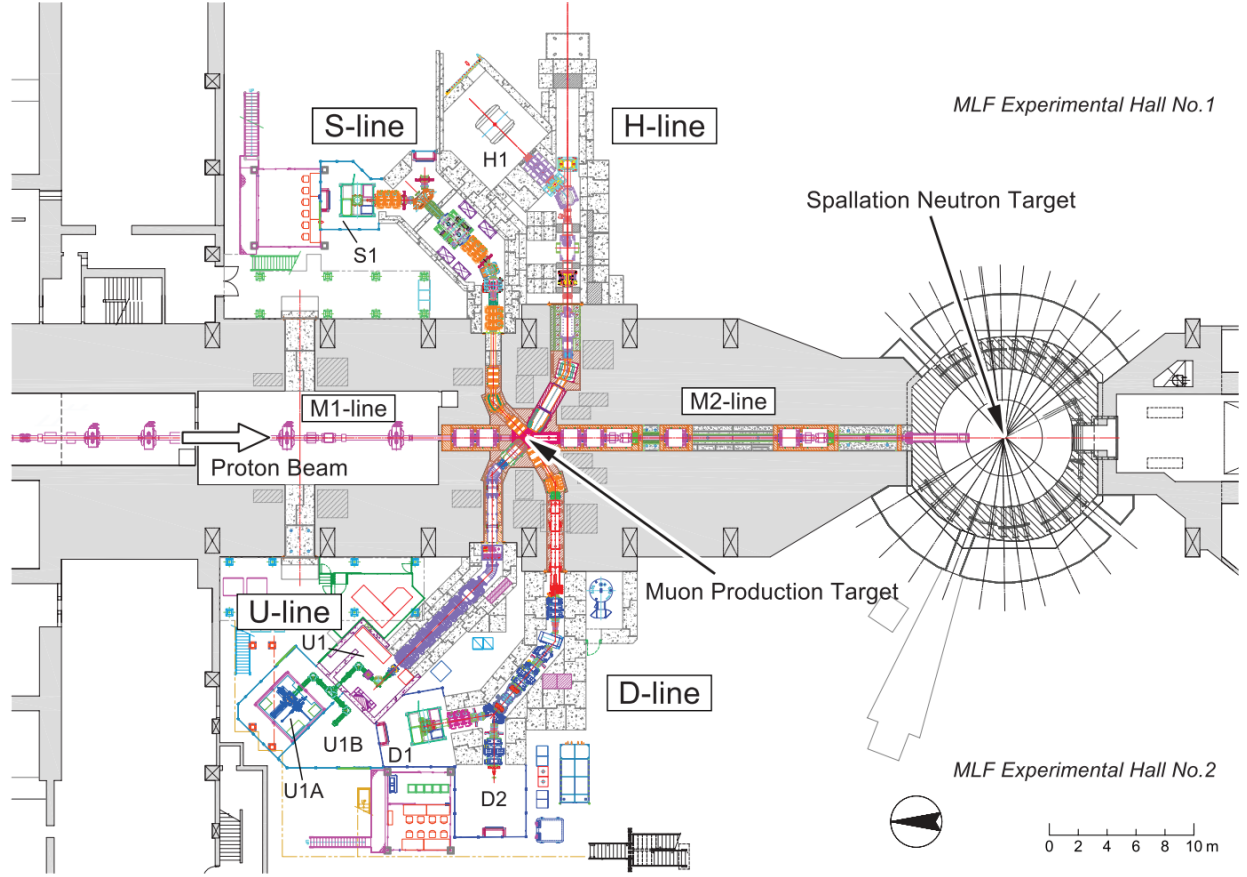 MLF Experimental Hall No.1
S-line
H-line
H1
Spallation Neutron Target
S1
M1-line
M2-line
Proton Beam
Muon Production Target
U-line
U1
D-line
U1B
D1
U1A
D2
MLF Experimental Hall No.2
0 2 4 6 8 10 m